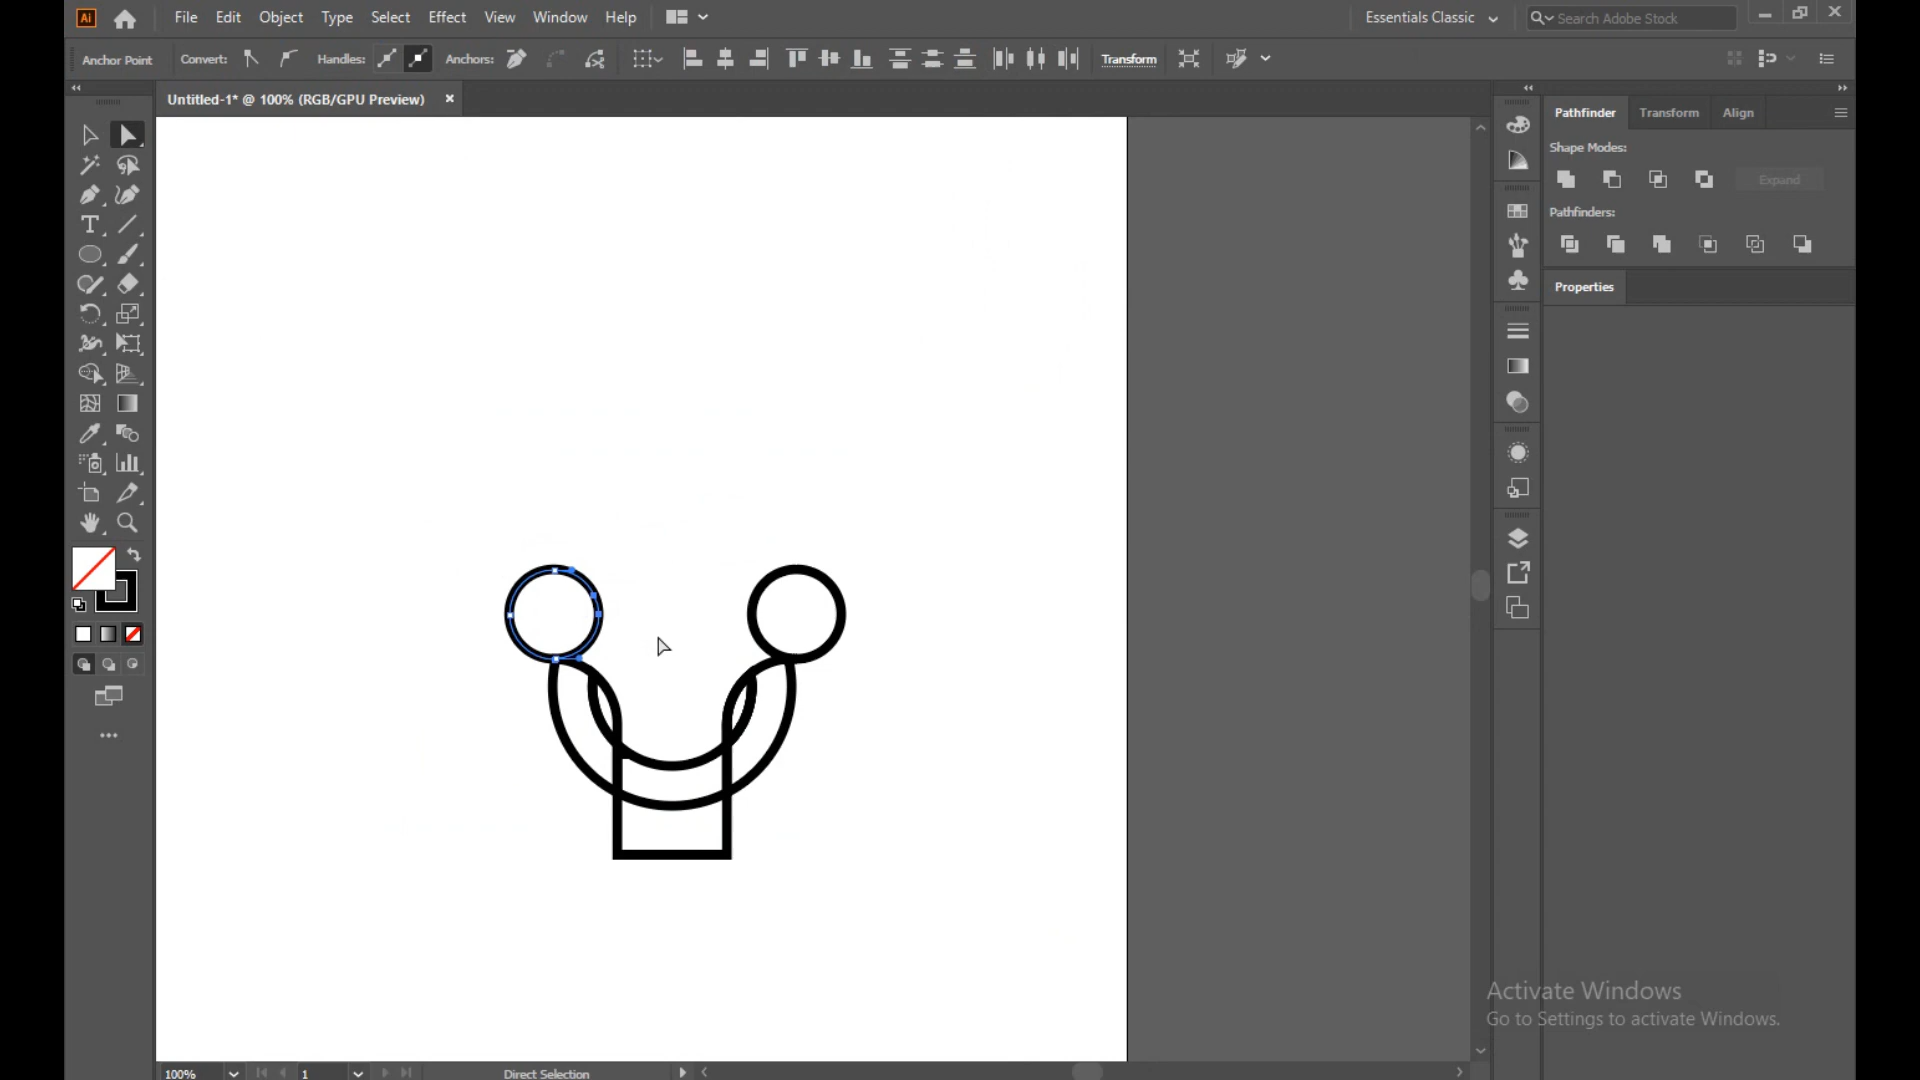 Ai File Edit Object Type Select Effect View Window Help Essentials Classic Search Adobe Stock
Anchor Point Convert: Handles: Anchors: Transform
Untitled-1* @ 100% (RGB/GPU Preview)
Pathfinder Transform Align
Shape Modes:
Expand
Pathfinders:
Properties
Activate Windows
Go to Settings to activate Windows.
100% 1 Direct Selection